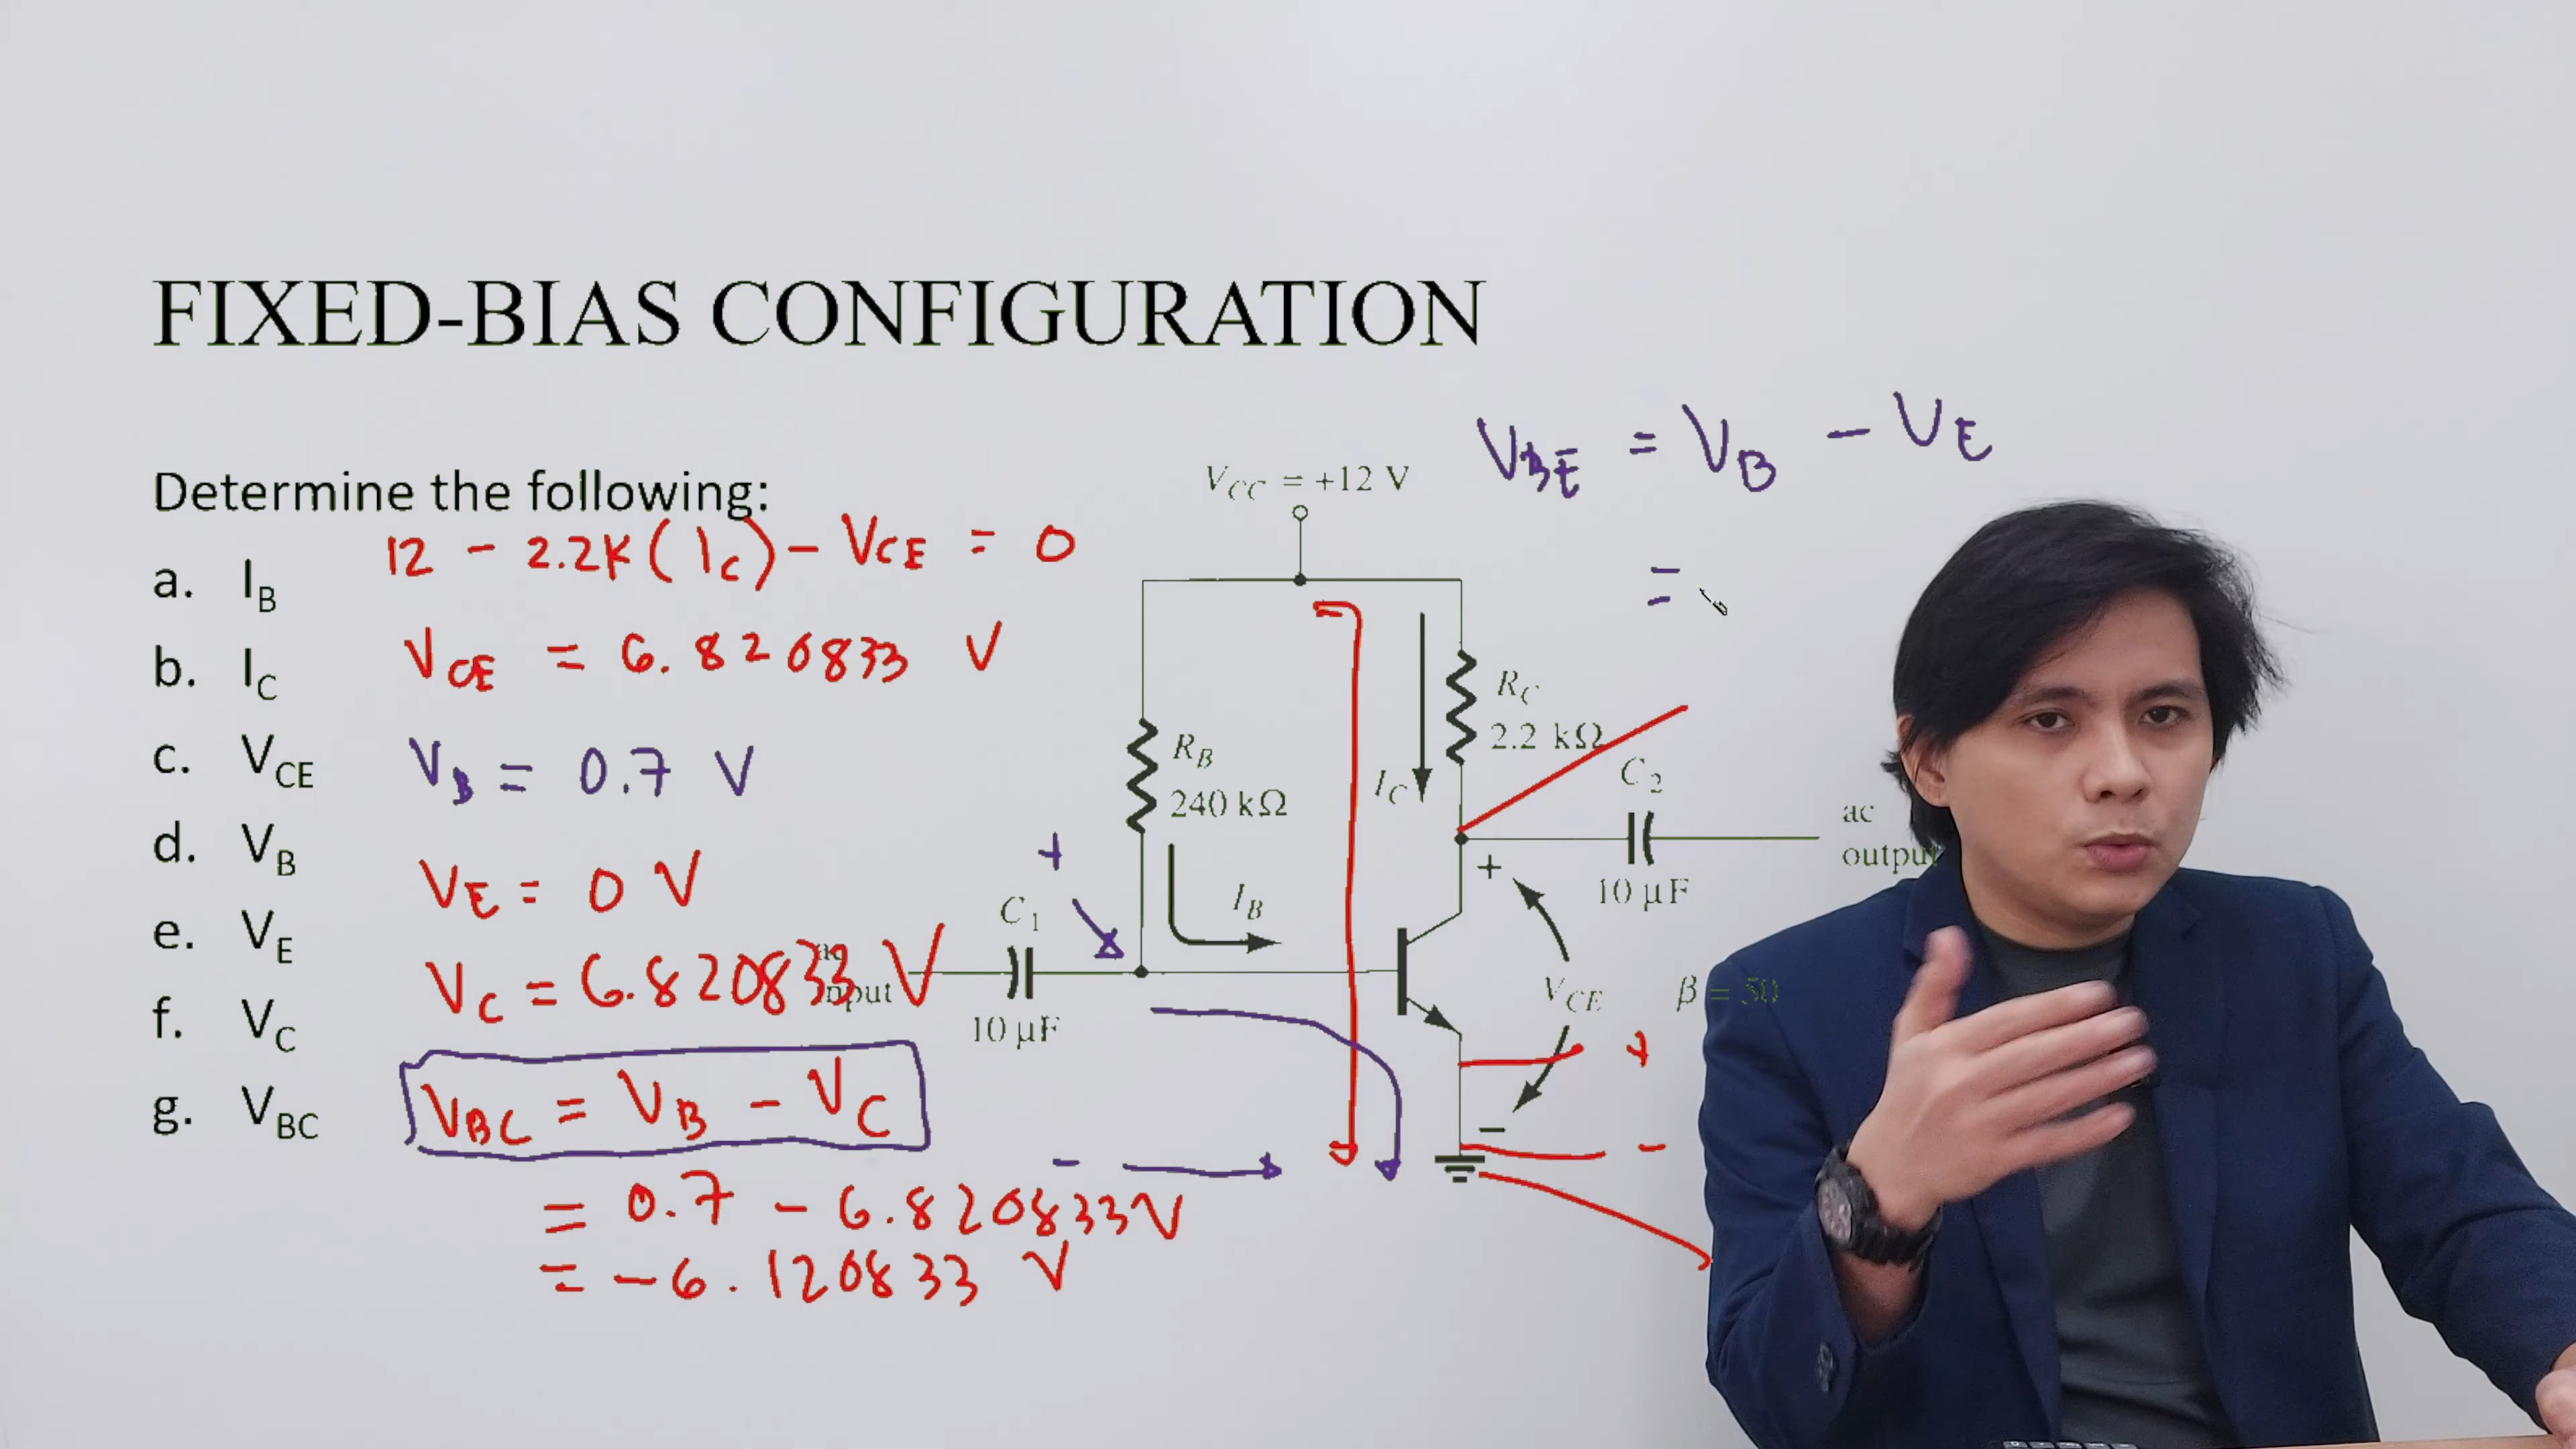 FIXED-BIAS CONFIGURATION
Determine the following:
a. I_B
b. I_C
c. V_CE
d. V_B
e. V_E
f. V_C
g. V_BC
12 - 2.2K(I_C) - V_CE = 0
V_CE = 6.820833 V
V_B = 0.7 V
V_E = 0 V
V_C = 6.820833 V
V_BC = V_B - V_C
= 0.7 - 6.820833V
= -6.120833 V
V_BE = V_B - V_E
=
V_CC = +12 V
R_B
240 kΩ
R_C
2.2 kΩ
I_C
I_B
C_1
10 µF
C_2
10 µF
ac
output
ac
input
V_CE
β = 50
+
-
+
-
+
-